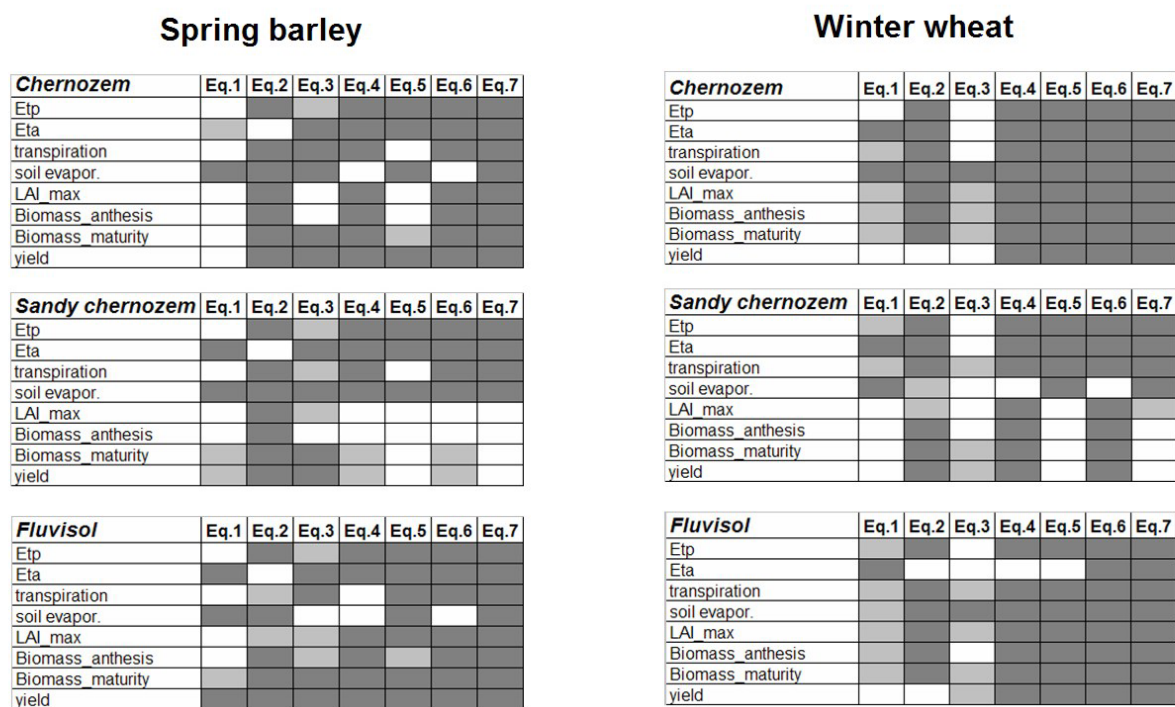 Spring barley
Chernozem Eq.1 Eq.2 Eq.3 Eq.4 Eq.5 Eq.6 Eq.7
Etp
Eta
transpiration
soil evapor.
LAI_max
Biomass_anthesis
Biomass_maturity
yield
Sandy chernozem Eq.1 Eq.2 Eq.3 Eq.4 Eq.5 Eq.6 Eq.7
Etp
Eta
transpiration
soil evapor.
LAI_max
Biomass_anthesis
Biomass_maturity
yield
Fluvisol Eq.1 Eq.2 Eq.3 Eq.4 Eq.5 Eq.6 Eq.7
Etp
Eta
transpiration
soil evapor.
LAI_max
Biomass_anthesis
Biomass_maturity
yield
Winter wheat
Chernozem Eq.1 Eq.2 Eq.3 Eq.4 Eq.5 Eq.6 Eq.7
Etp
Eta
transpiration
soil evapor.
LAI_max
Biomass_anthesis
Biomass_maturity
yield
Sandy chernozem Eq.1 Eq.2 Eq.3 Eq.4 Eq.5 Eq.6 Eq.7
Etp
Eta
transpiration
soil evapor.
LAI_max
Biomass_anthesis
Biomass_maturity
yield
Fluvisol Eq.1 Eq.2 Eq.3 Eq.4 Eq.5 Eq.6 Eq.7
Etp
Eta
transpiration
soil evapor.
LAI_max
Biomass_anthesis
Biomass_maturity
yield